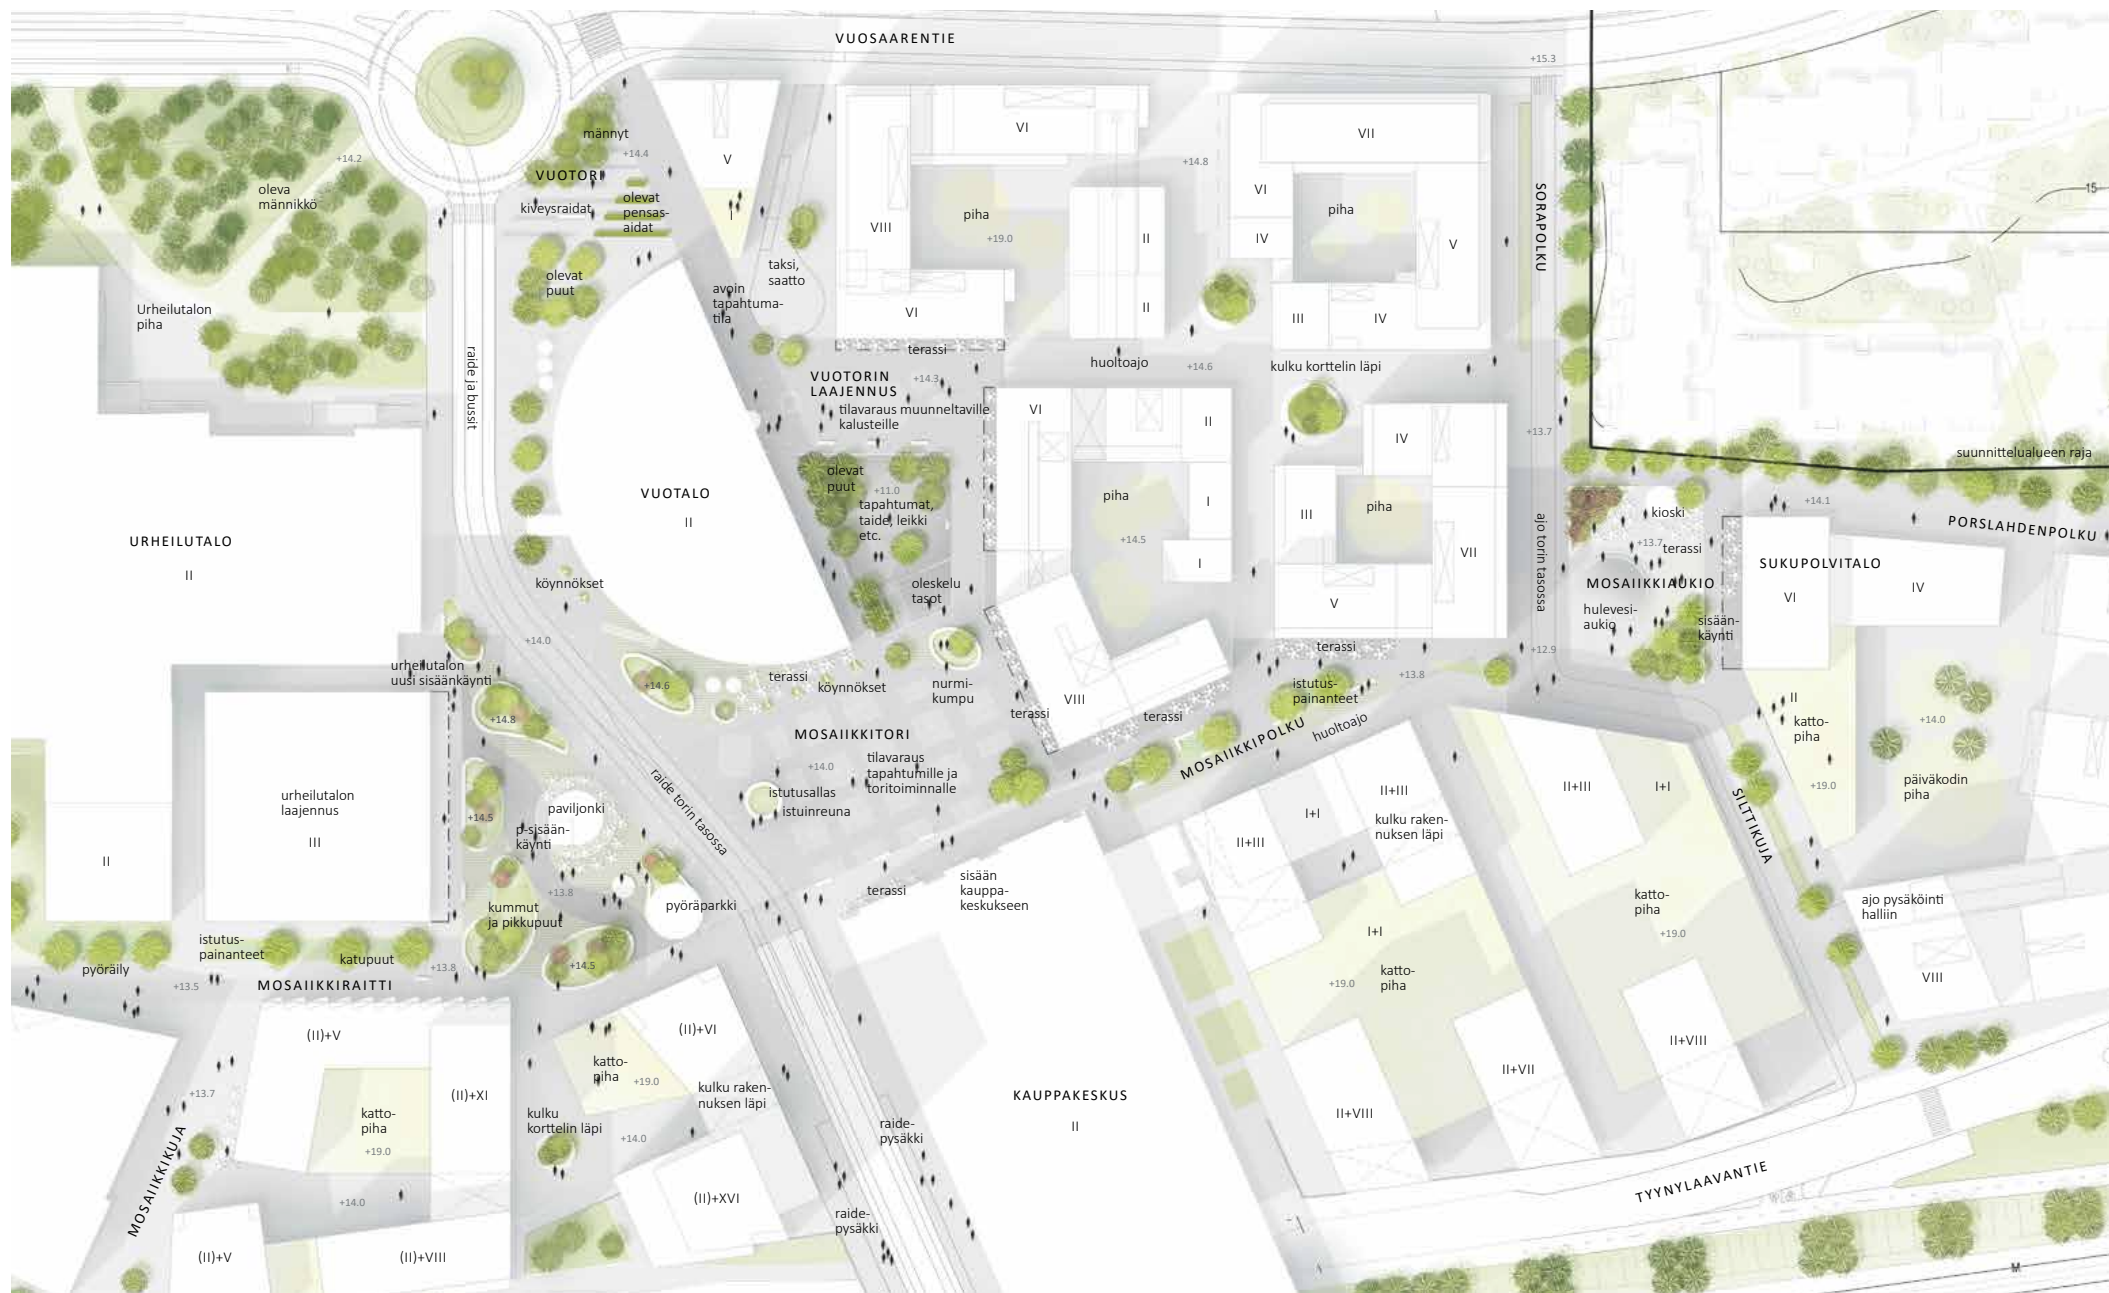 VUOSAARENTIE
+15.3
männyt
+14.4
+14.2
oleva
männikkö
VUOTORI
kiveysraidat
olevat
pensas-
aidat
V
I
VI
VIII
piha
+19.0
II
II
VI
+14.8
VII
VI
IV
piha
V
III
IV
SORAPOLKU
15
olevat
puut
taksi,
saatto
avoin
tapahtuma-
tila
Urheilutalon
piha
raide ja bussit
terassi
huoltoajo
+14.6
kulku korttelin läpi
VUOTORIN
LAAJENNUS
+14.3
tilavaraus muunneltaville
kalusteille
VI
II
IV
+13.7
suunnittelualueen raja
olevat
puut
+11.0
tapahtumat,
taide, leikki
etc.
VUOTALO
II
piha
I
+14.5
I
III
piha
VII
V
ajo torin tasossa
kioski
+13.7
terassi
+14.1
PORSLAHDENPOLKU
URHEILUTALO
II
MOSAIIKKIAUKIO
SUKUPOLVITALO
VI
IV
hulevesi-
aukio
sisään-
käynti
köynnökset
oleskelu
tasot
+14.0
urheilutalon
uusi sisäänkäynti
+14.6
terassi
köynnökset
nurmi-
kumpu
terassi
VIII
terassi
terassi
istutus-
painanteet
+13.8
+12.9
MOSAIIKKIPOLKU
huoltoajo
II
katto-
piha
+19.0
+14.0
päiväkodin
piha
+14.8
MOSAIIKKITORI
+14.0
tilavaraus
tapahtumille ja
toritoiminnalle
istutusallas
istuinreuna
raide torin tasossa
urheilutalon
laajennus
III
II
+14.5
paviljonki
p-sisään-
käynti
+13.8
kummut
ja pikkupuut
pyöräparkki
+14.5
terassi
sisään
kauppa-
keskukseen
II+III
I+I
II+III
kulku raken-
nuksen läpi
II+III
I+I
SILTTIKUJA
katto-
piha
+19.0
I+I
katto-
piha
+19.0
ajo pysäköinti
halliin
VIII
istutus-
painanteet
katupuut
pyöräily
+13.8
+13.5
MOSAIIKKIRAITTI
(II)+V
(II)+XI
katto-
piha
+19.0
+14.0
+13.7
MOSAIIKKIKUJA
(II)+V
(II)+VIII
(II)+VI
katto-
piha
+19.0
kulku raken-
nuksen läpi
kulku
korttelin läpi
+14.0
(II)+XVI
raide-
pysäkki
raide-
pysäkki
KAUPPAKESKUS
II
II+VIII
II+VII
II+VIII
TYYNYLAAVANTIE
M